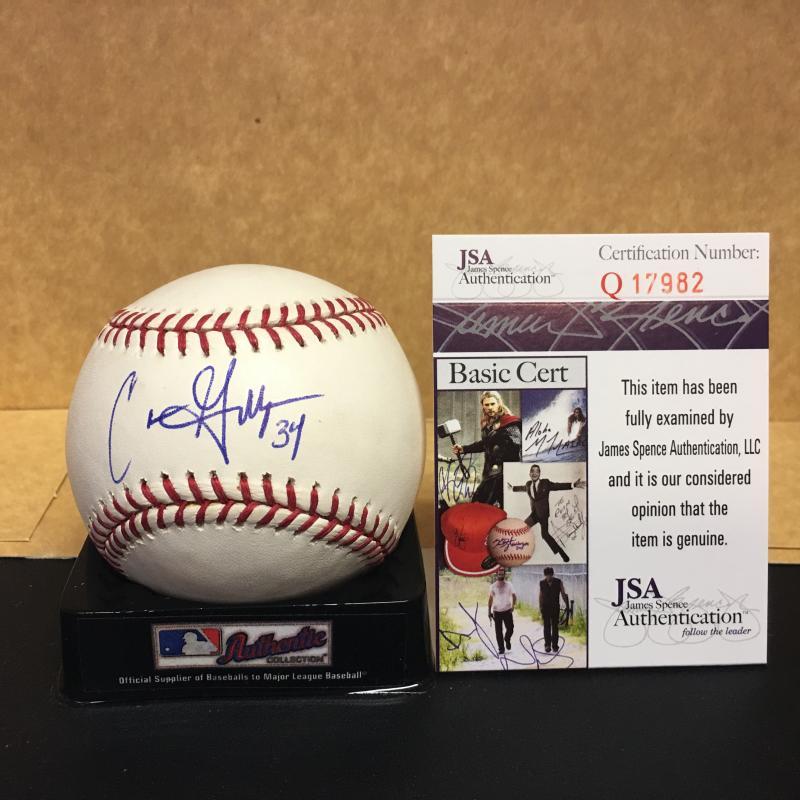 34
Authentic
COLLECTION
Official Supplier of Baseballs to Major League Baseball®
JSA
James Spence
Authentication™
Certification Number:
Q 17982
Basic Cert
This item has been
fully examined by
James Spence Authentication, LLC
and it is our considered
opinion that the
item is genuine.
JSA
James Spence
Authentication™
follow the leader